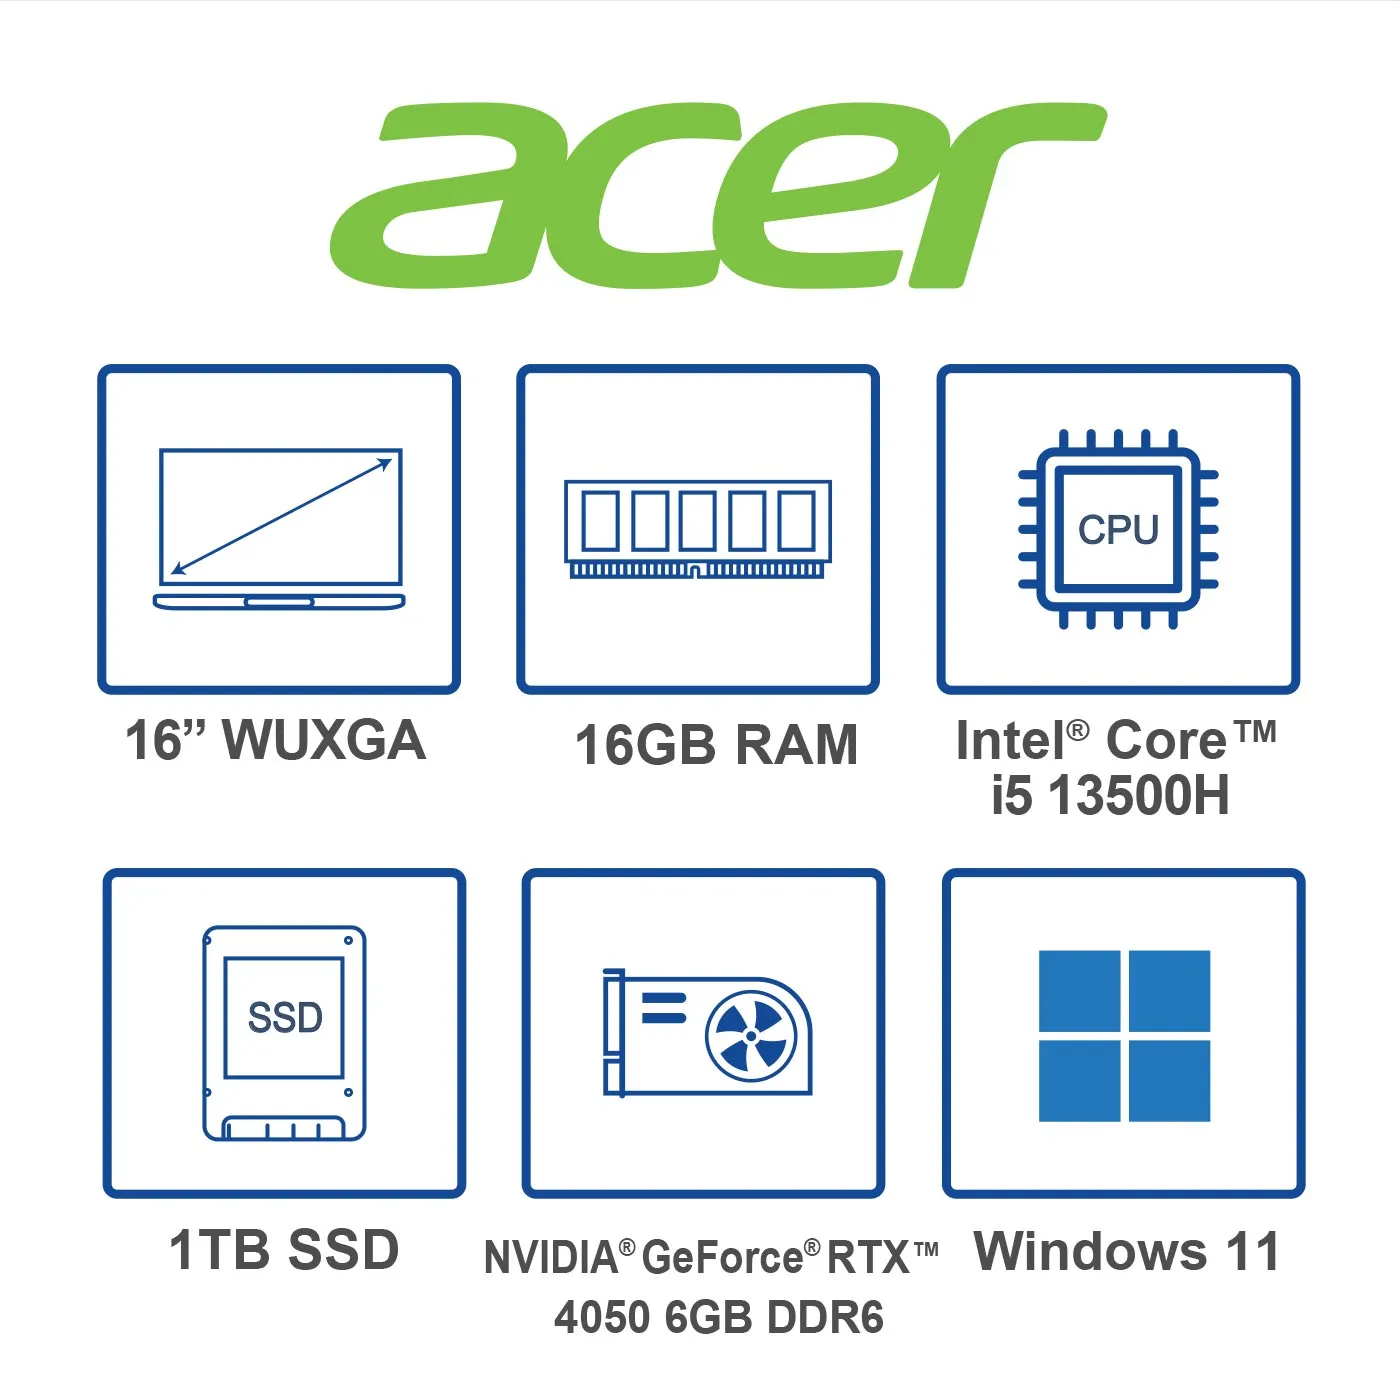 acer
CPU
16” WUXGA
16GB RAM
Intel® Core™
i5 13500H
SSD
1TB SSD
NVIDIA® GeForce® RTX™
4050 6GB DDR6
Windows 11